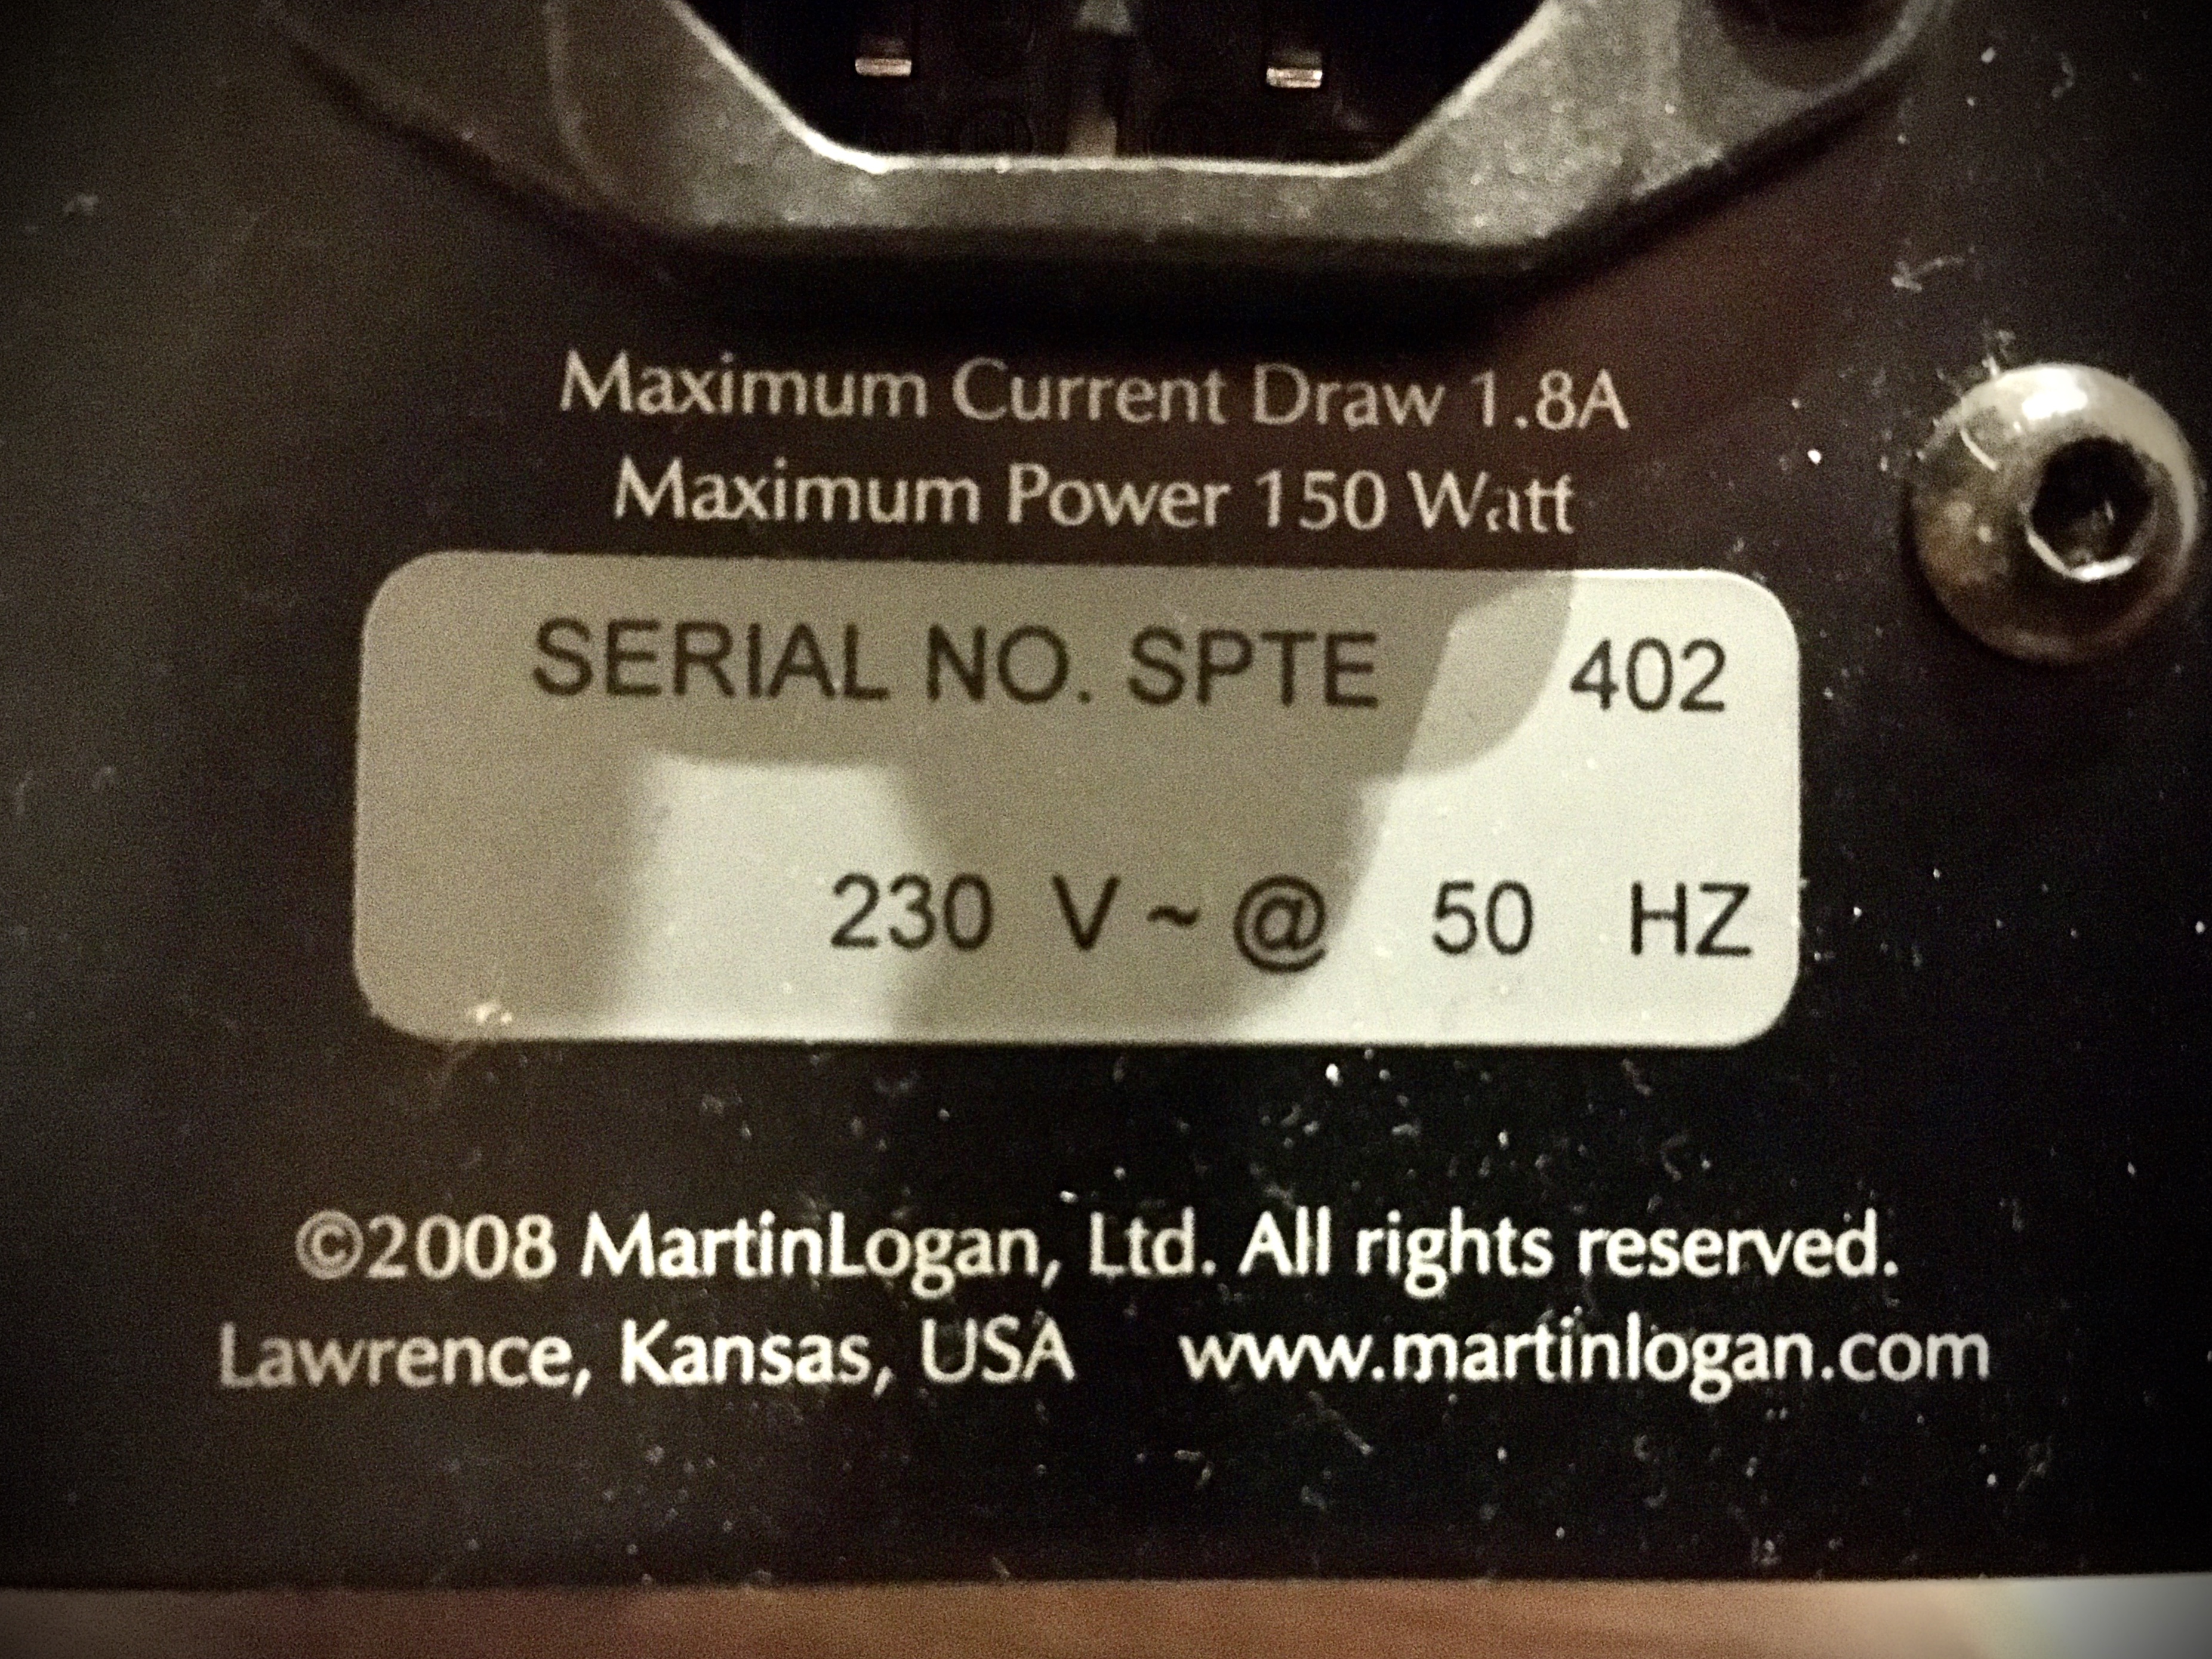 Maximum Current Draw 1.8A
Maximum Power 150 Watt
SERIAL NO. SPTE 402
230 V ~ @ 50 HZ
©2008 MartinLogan, Ltd. All rights reserved.
Lawrence, Kansas, USA www.martinlogan.com